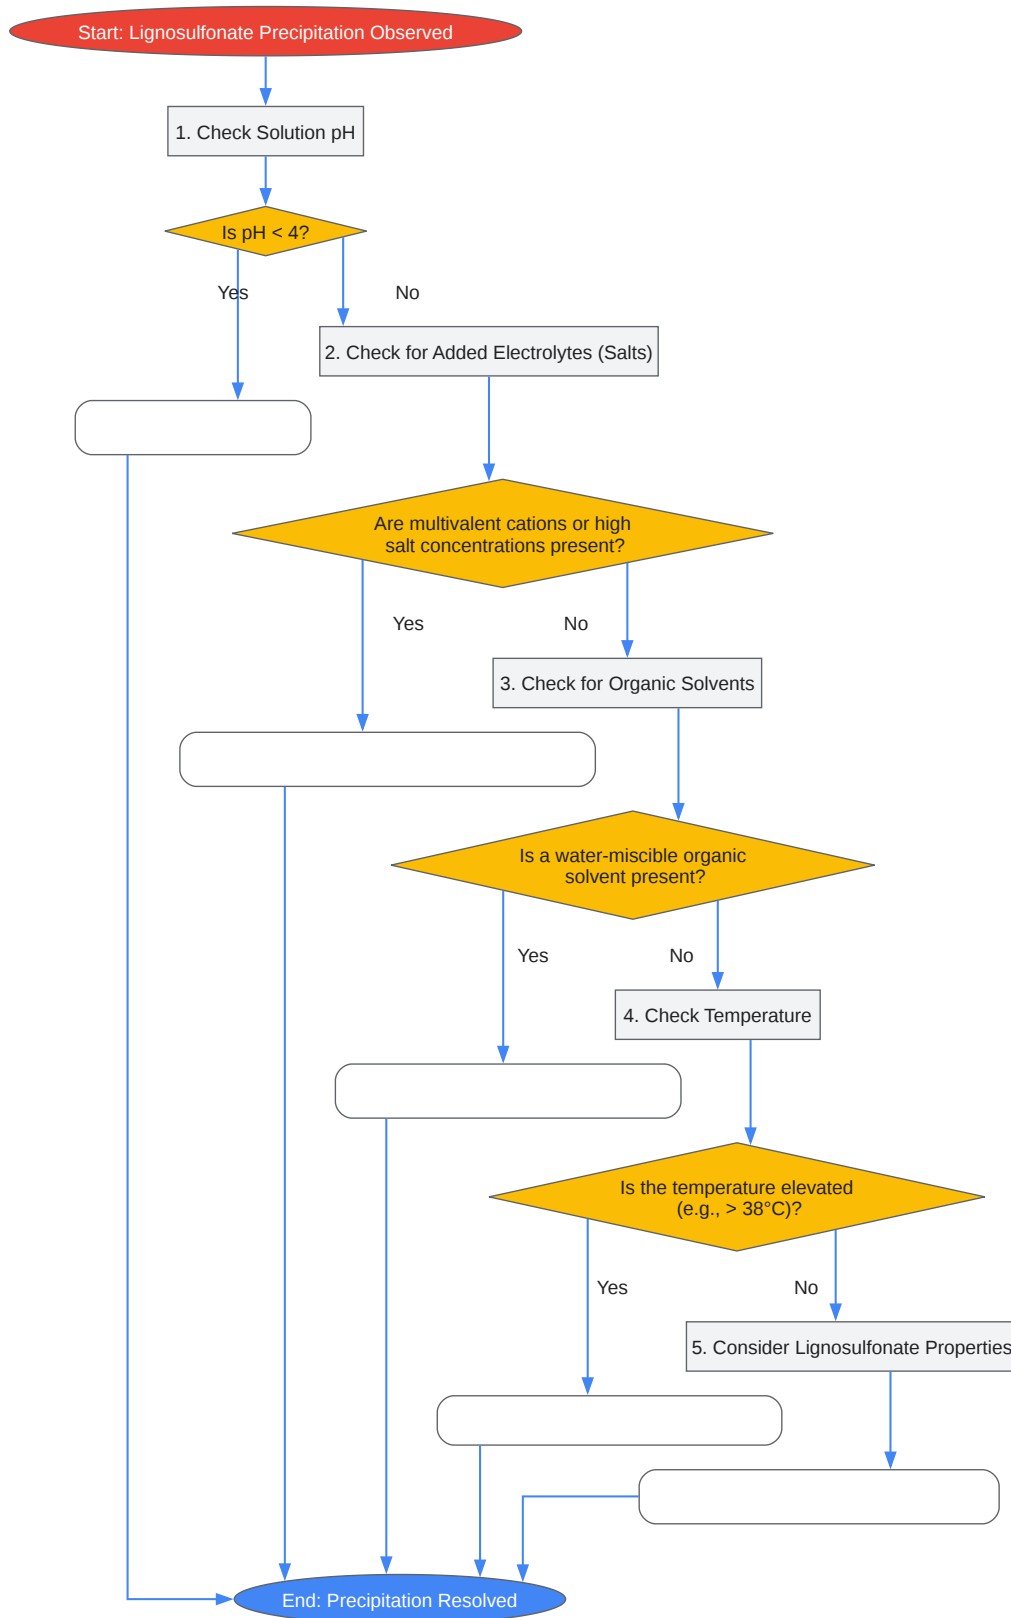 Start: Lignosulfonate Precipitation Observed
1. Check Solution pH
Is pH < 4?
Yes
No
2. Check for Added Electrolytes (Salts)
Are multivalent cations or high
salt concentrations present?
Yes
No
3. Check for Organic Solvents
Is a water-miscible organic
solvent present?
Yes
No
4. Check Temperature
Is the temperature elevated
(e.g., > 38°C)?
Yes
No
5. Consider Lignosulfonate Properties
End: Precipitation Resolved